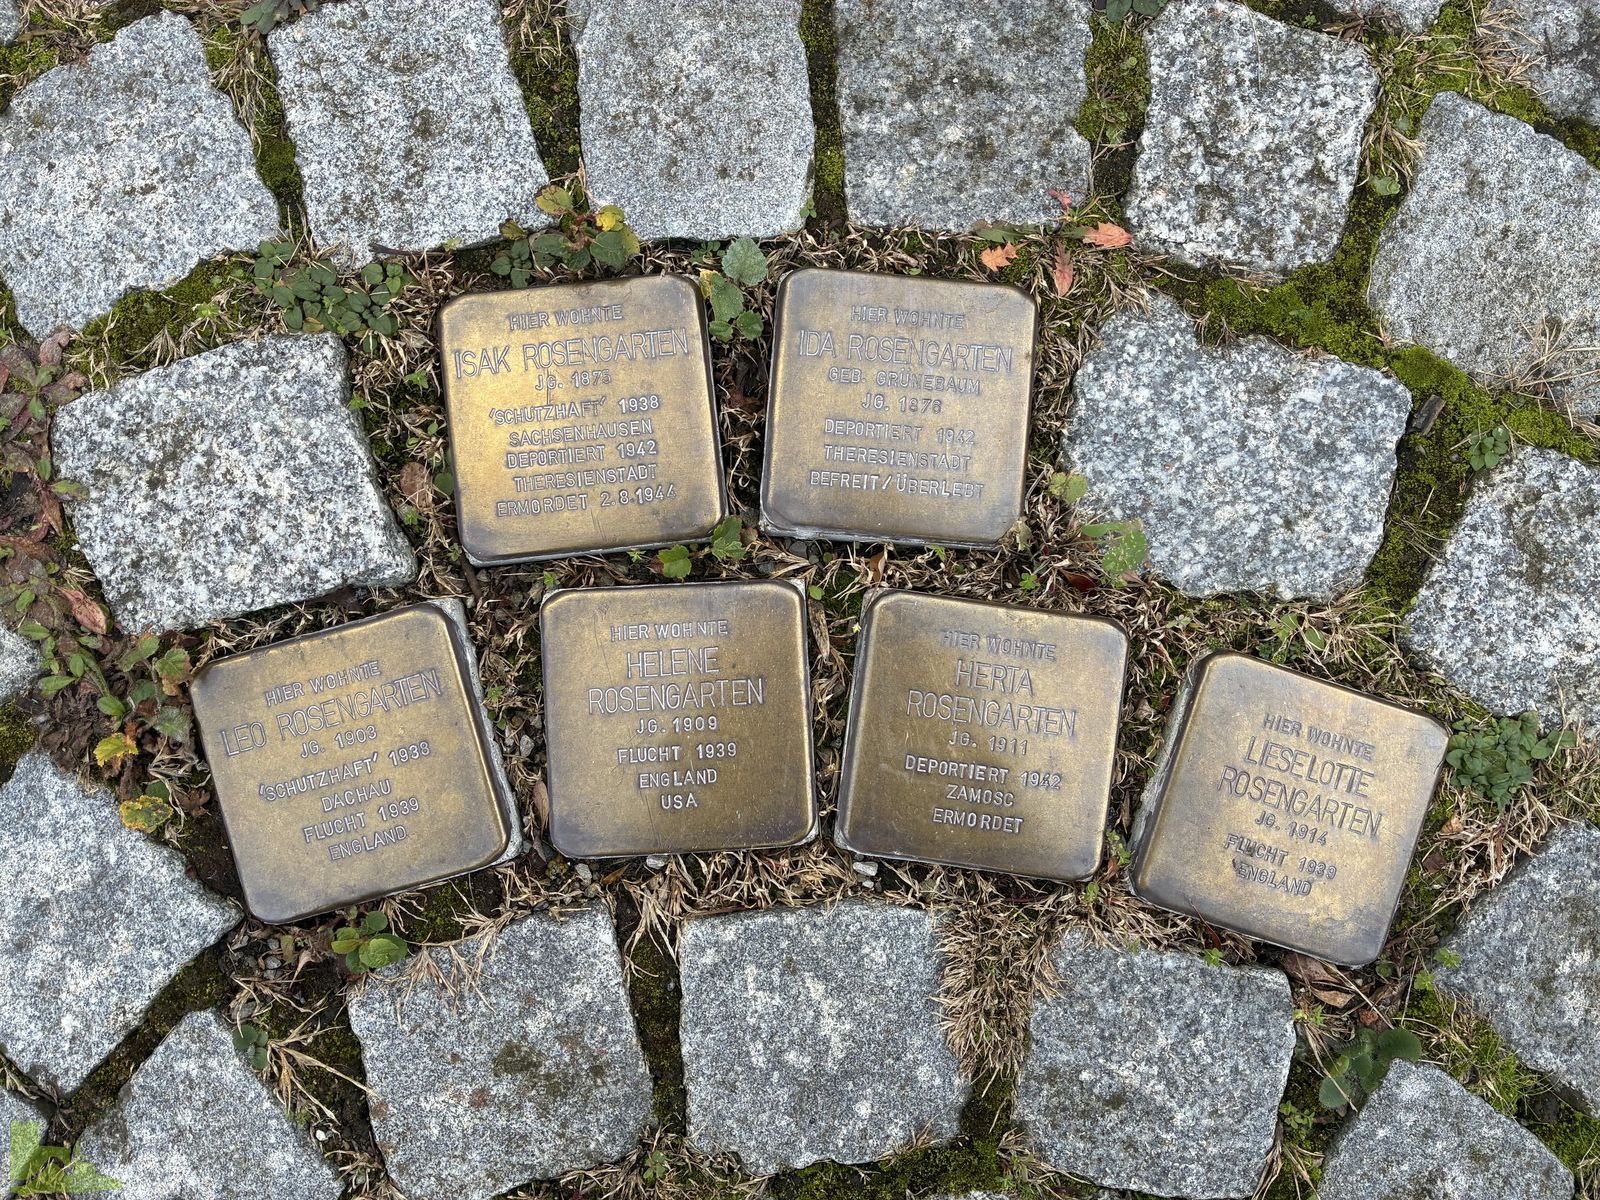 HIER WOHNTE
ISAK ROSENGARTEN
JG. 1875
'SCHUTZHAFT' 1938
SACHSENHAUSEN
DEPORTIERT 1942
THERESIENSTADT
ERMORDET 2.8.1944
HIER WOHNTE
IDA ROSENGARTEN
GEB. GRÜNEBAUM
JG. 1876
DEPORTIERT 1942
THERESIENSTADT
BEFREIT/ÜBERLEBT
HIER WOHNTE
LEO ROSENGARTEN
JG. 1903
'SCHUTZHAFT' 1938
DACHAU
FLUCHT 1939
ENGLAND
HIER WOHNTE
HELENE
ROSENGARTEN
JG. 1909
FLUCHT 1939
ENGLAND
USA
HIER WOHNTE
HERTA
ROSENGARTEN
JG. 1911
DEPORTIERT 1942
ZAMOSC
ERMORDET
HIER WOHNTE
LIESELOTTE
ROSENGARTEN
JG. 1914
FLUCHT 1939
ENGLAND